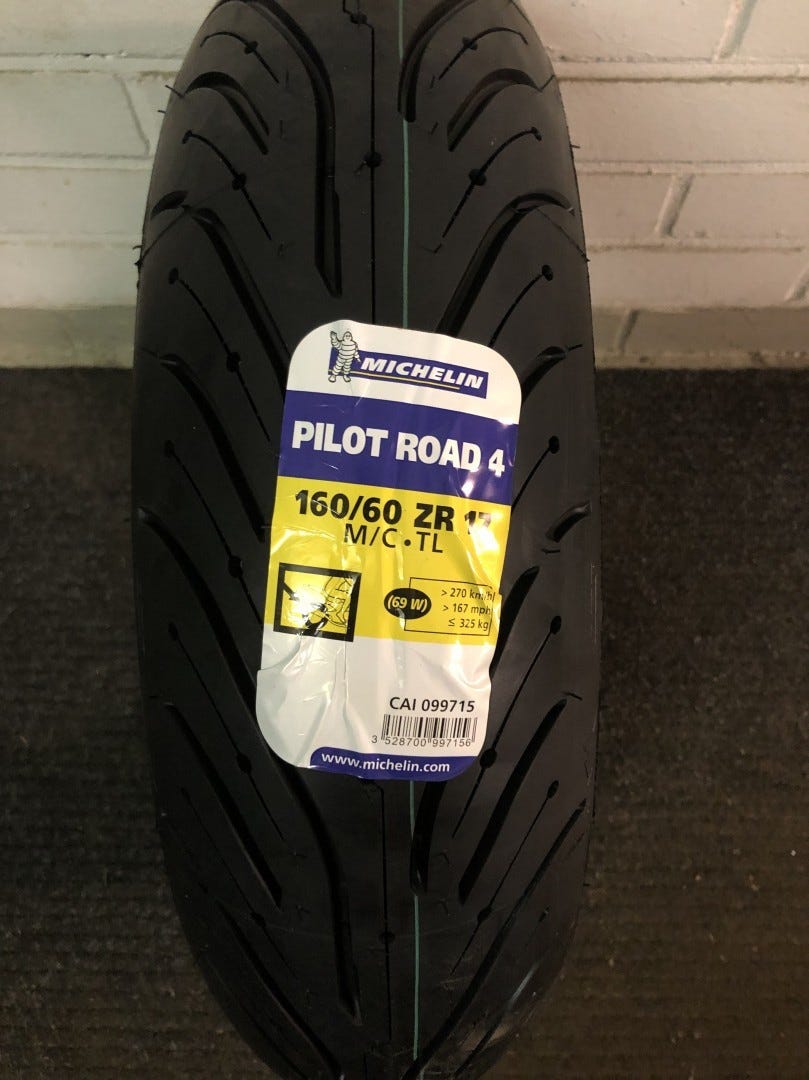 MICHELIN
PILOT ROAD 4
160/60 ZR 17
M/C • TL
(69 W)
> 270 km/h
> 167 mph
≤ 325 kg
CAI 099715
3 528700 997156
www.michelin.com